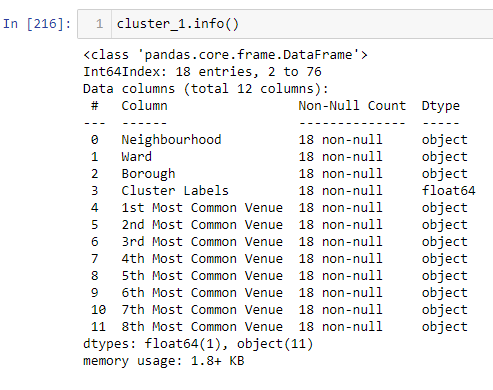 In [216]: 1 cluster_1.info()
<class 'pandas.core.frame.DataFrame'>
Int64Index: 18 entries, 2 to 76
Data columns (total 12 columns):
 #   Column                 Non-Null Count  Dtype
---  ------                 --------------  -----
 0   Neighbourhood          18 non-null     object
 1   Ward                   18 non-null     object
 2   Borough                18 non-null     object
 3   Cluster Labels         18 non-null     float64
 4   1st Most Common Venue  18 non-null     object
 5   2nd Most Common Venue  18 non-null     object
 6   3rd Most Common Venue  18 non-null     object
 7   4th Most Common Venue  18 non-null     object
 8   5th Most Common Venue  18 non-null     object
 9   6th Most Common Venue  18 non-null     object
 10  7th Most Common Venue  18 non-null     object
 11  8th Most Common Venue  18 non-null     object
dtypes: float64(1), object(11)
memory usage: 1.8+ KB